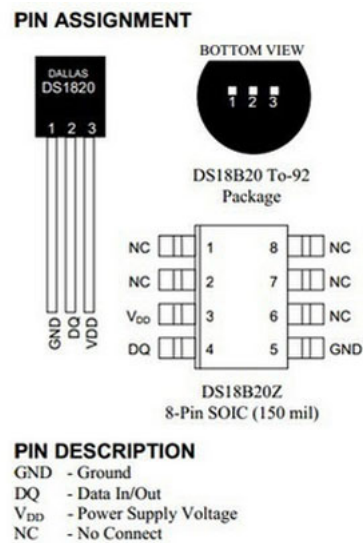 PIN ASSIGNMENT
DALLAS
DS1820
1 2 3
GND
DQ
VDD
BOTTOM VIEW
1 2 3
DS18B20 To-92
Package
NC 1 8 NC
NC 2 7 NC
VDD 3 6 NC
DQ 4 5 GND
DS18B20Z
8-Pin SOIC (150 mil)
PIN DESCRIPTION
GND - Ground
DQ - Data In/Out
VDD - Power Supply Voltage
NC - No Connect